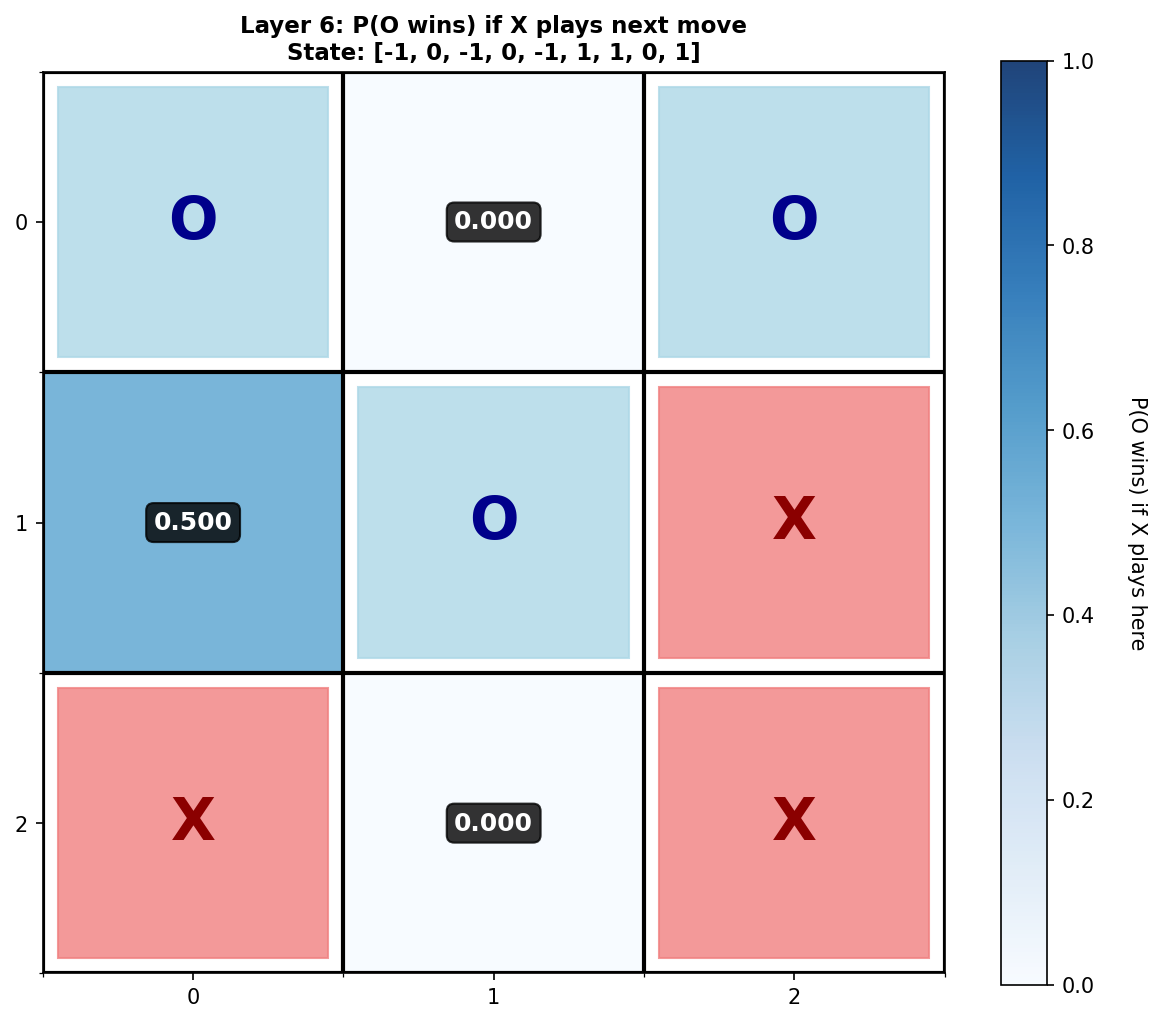 Layer 6: P(O wins) if X plays next move
State: [-1, 0, -1, 0, -1, 1, 1, 0, 1]
O
0.000
O
0.500
O
X
X
0.000
X
0
1
2
0
1
2
1.0
0.8
0.6
0.4
0.2
0.0
P(O wins) if X plays here